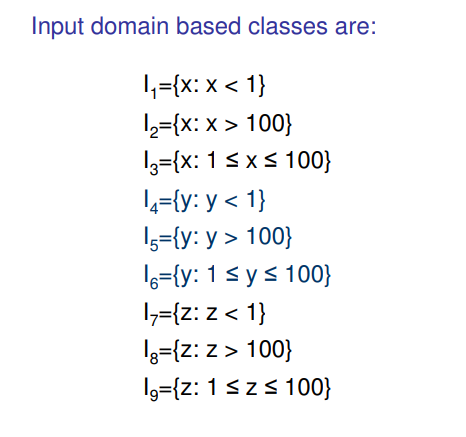 Input domain based classes are:
I₁={x: x < 1}
I₂={x: x > 100}
I₃={x: 1 ≤ x ≤ 100}
I₄={y: y < 1}
I₅={y: y > 100}
I₆={y: 1 ≤ y ≤ 100}
I₇={z: z < 1}
I₈={z: z > 100}
I₉={z: 1 ≤ z ≤ 100}